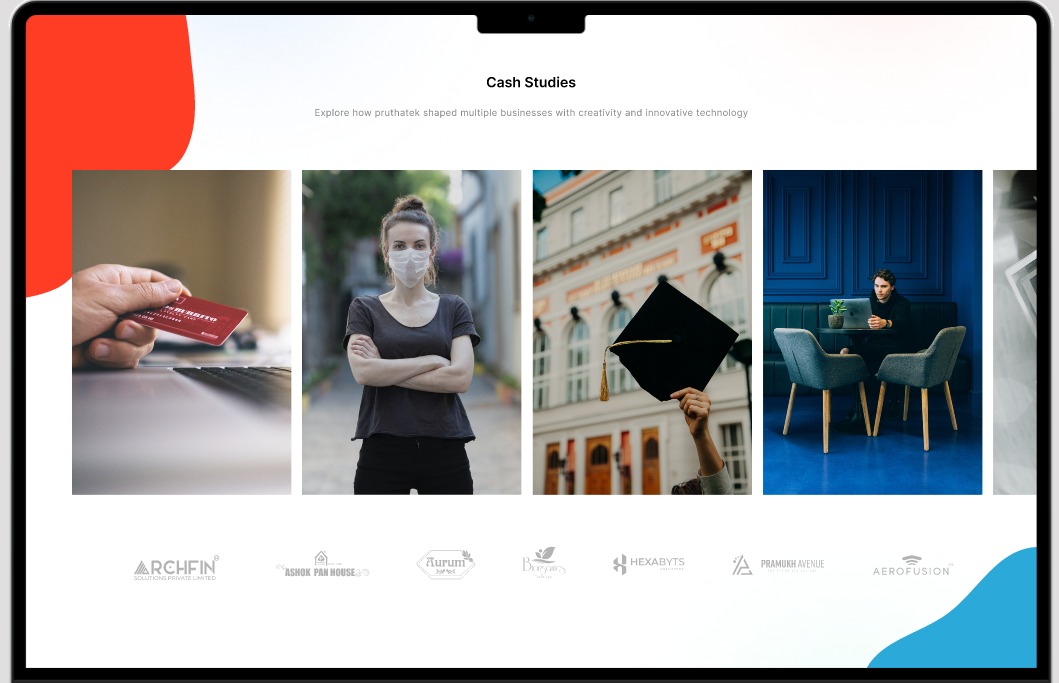 Cash Studies
Explore how pruthatek shaped multiple businesses with creativity and innovative technology
ARCHFIN
SOLUTIONS PRIVATE LIMITED
ASHOK PAN HOUSE
Aurum
HEXABYTS
PRAMUKH AVENUE
AEROFUSION